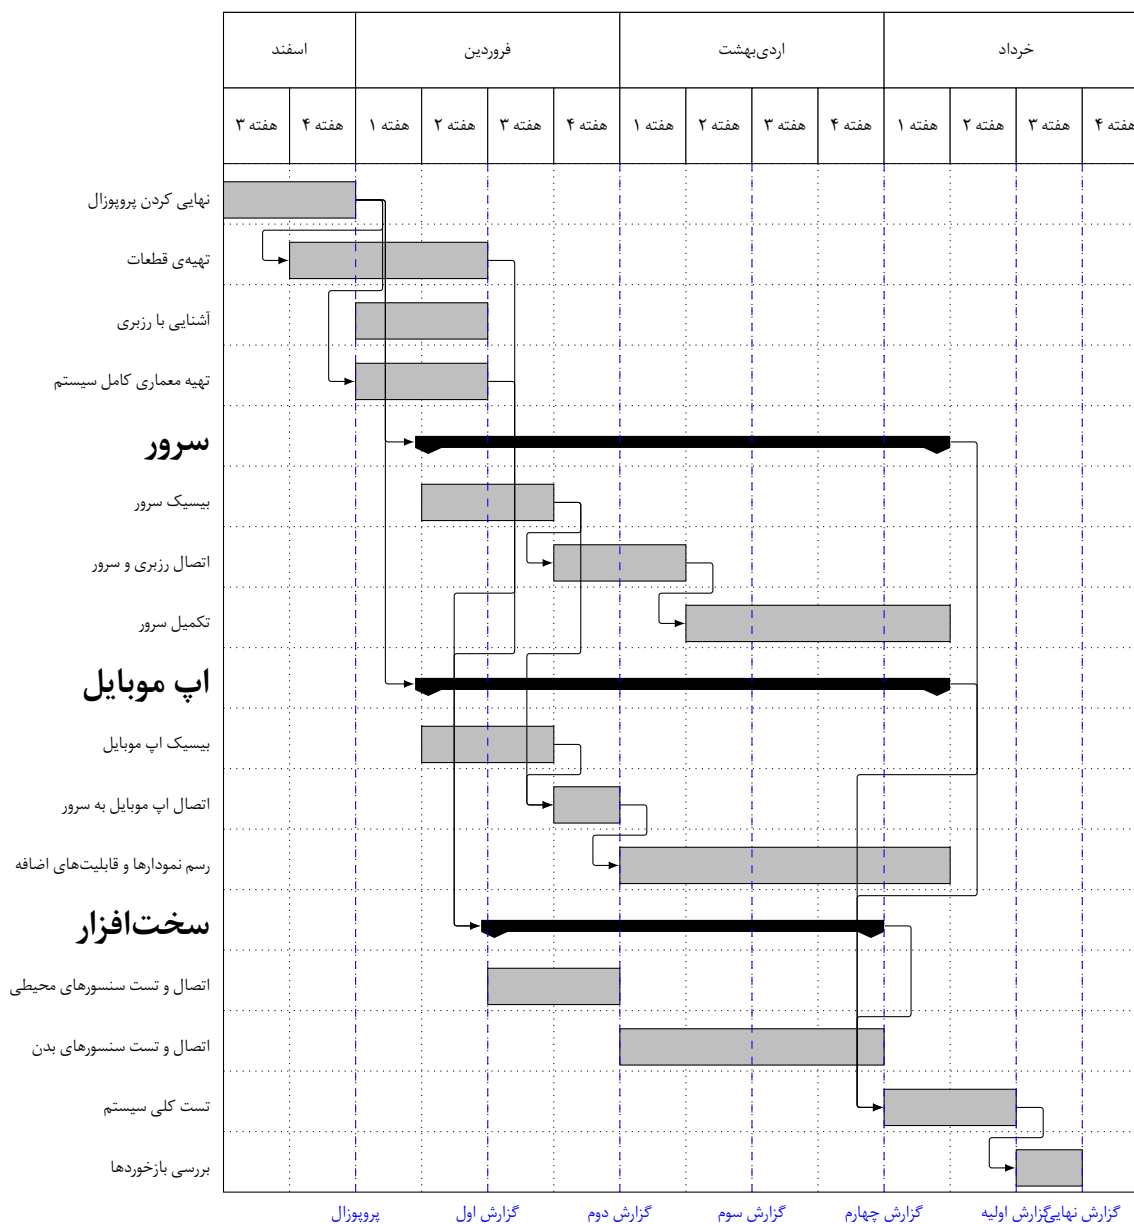 اسفند
فروردین
اردی‌بهشت
خرداد
هفته ۳
هفته ۴
هفته ۱
هفته ۲
هفته ۳
هفته ۴
هفته ۱
هفته ۲
هفته ۳
هفته ۴
هفته ۱
هفته ۲
هفته ۳
هفته ۴
نهایی کردن پروپوزال
تهیه‌ی قطعات
آشنایی با رزبری
تهیه معماری کامل سیستم
سرور
بیسیک سرور
اتصال رزبری و سرور
تکمیل سرور
اپ موبایل
بیسیک اپ موبایل
اتصال اپ موبایل به سرور
رسم نمودارها و قابلیت‌های اضافه
سخت‌افزار
اتصال و تست سنسورهای محیطی
اتصال و تست سنسورهای بدن
تست کلی سیستم
بررسی بازخوردها
پروپوزال
گزارش اول
گزارش دوم
گزارش سوم
گزارش چهارم
گزارش اولیه
گزارش نهایی